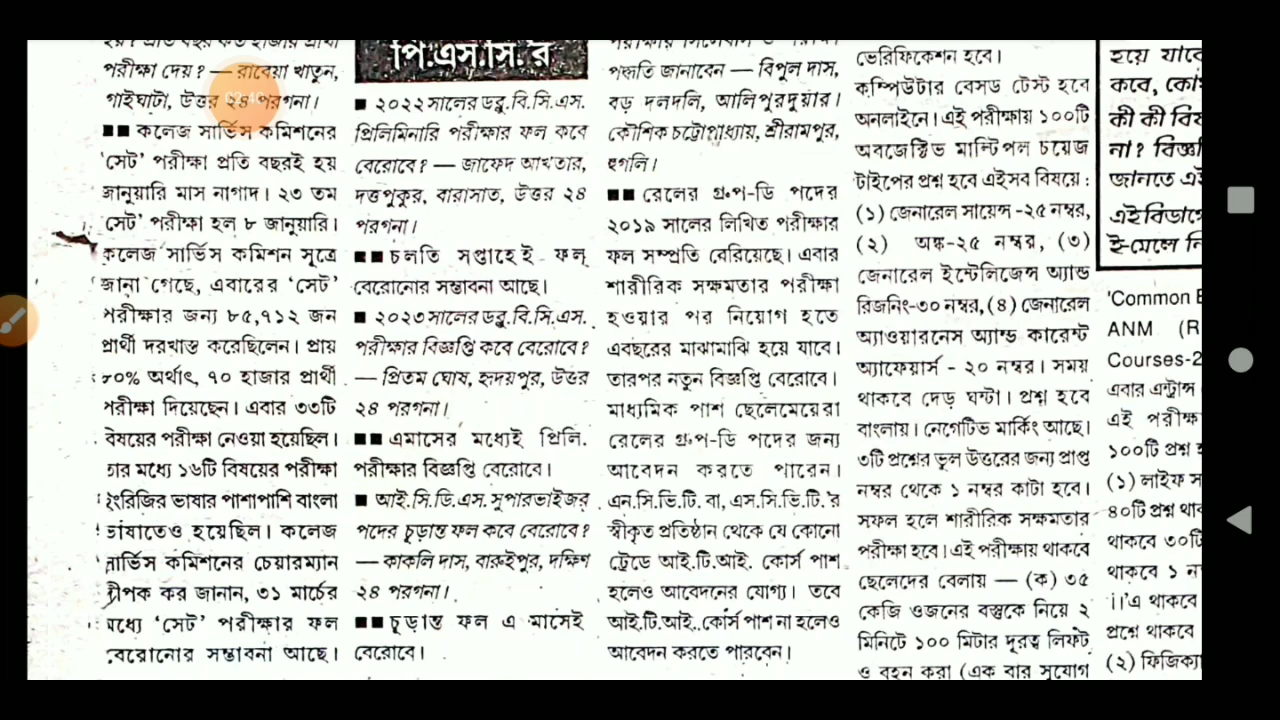 পরীক্ষা দেয়? — রাবেয়া খাতুন,
গাইঘাটা, উত্তর ২৪ পরগনা।
■■ কলেজ সার্ভিস কমিশনের
'সেট' পরীক্ষা প্রতি বছরই হয়
জানুয়ারি মাস নাগাদ। ২৩ তম
সেট' পরীক্ষা হল ৮ জানুয়ারি।
কলেজ সার্ভিস কমিশন সূত্রে
জানা গেছে, এবারের 'সেট'
পরীক্ষার জন্য ৮৫,৭১২ জন
প্রার্থী দরখাস্ত করেছিলেন। প্রায়
৮০% অর্থাৎ, ৭০ হাজার প্রার্থী
পরীক্ষা দিয়েছেন। এবার ৩৩টি
বিষয়ের পরীক্ষা নেওয়া হয়েছিল।
তার মধ্যে ১৬টি বিষয়ের পরীক্ষা
ইংরিজির ভাষার পাশাপাশি বাংলা
ভাষাতেও হয়েছিল। কলেজ
সার্ভিস কমিশনের চেয়ারম্যান
দীপক কর জানান, ৩১ মার্চের
মধ্যে 'সেট' পরীক্ষার ফল
বেরোনোর সম্ভাবনা আছে।
পি.এস.সি.'র
■ ২০২২ সালের ডব্লু.বি.সি.এস.
প্রিলিমিনারি পরীক্ষার ফল কবে
বেরোবে? — জাফেদ আখতার,
দত্তপুকুর, বারাসাত, উত্তর ২৪
পরগনা।
■■ চলতি সপ্তাহেই ফল
বেরোনোর সম্ভাবনা আছে।
■ ২০২৩ সালের ডব্লু.বি.সি.এস.
পরীক্ষার বিজ্ঞপ্তি কবে বেরোবে?
— প্রিতম ঘোষ, হৃদয়পুর, উত্তর
২৪ পরগনা।
■■ এমাসের মধ্যেই প্রিলি.
পরীক্ষার বিজ্ঞপ্তি বেরোবে।
■ আই.সি.ডি.এস. সুপারভাইজর
পদের চূড়ান্ত ফল কবে বেরোবে?
— কাকলি দাস, বারুইপুর, দক্ষিণ
২৪ পরগনা।
■■ চূড়ান্ত ফল এ মাসেই
বেরোবে।
পদ্ধতি জানাবেন — বিপুল দাস,
বড় দলদলি, আলিপুরদুয়ার।
কৌশিক চট্টোপাধ্যায়, শ্রীরামপুর,
হুগলি।
■■ রেলের গ্রুপ-ডি পদের
২০১৯ সালের লিখিত পরীক্ষার
ফল সম্প্রতি বেরিয়েছে। এবার
শারীরিক সক্ষমতার পরীক্ষা
হওয়ার পর নিয়োগ হতে
এবছরের মাঝামাঝি হয়ে যাবে।
তারপর নতুন বিজ্ঞপ্তি বেরোবে।
মাধ্যমিক পাশ ছেলেমেয়েরা
রেলের গ্রুপ-ডি পদের জন্য
আবেদন করতে পারেন।
এন.সি.ভি.টি. বা, এস.সি.ভি.টি.'র
স্বীকৃত প্রতিষ্ঠান থেকে যে কোনো
ট্রেডে আই.টি.আই. কোর্স পাশ
হলেও আবেদনের যোগ্য। তবে
আই.টি.আই. কোর্স পাশ না হলেও
আবেদন করতে পারবেন।
ভেরিফিকেশন হবে।
কম্পিউটার বেসড টেস্ট হবে
অনলাইনে। এই পরীক্ষায় ১০০টি
অবজেক্টিভ মাল্টিপল চয়েজ
টাইপের প্রশ্ন হবে এইসব বিষয়ে :
(১) জেনারেল সায়েন্স -২৫ নম্বর,
(২) অঙ্ক-২৫ নম্বর, (৩)
জেনারেল ইন্টেলিজেন্স অ্যান্ড
রিজনিং-৩০ নম্বর, (৪) জেনারেল
অ্যাওয়ারনেস অ্যান্ড কারেন্ট
অ্যাফেয়ার্স - ২০ নম্বর। সময়
থাকবে দেড় ঘন্টা। প্রশ্ন হবে
বাংলায়। নেগেটিভ মার্কিং আছে।
৩টি প্রশ্নের ভুল উত্তরের জন্য প্রাপ্ত
নম্বর থেকে ১ নম্বর কাটা হবে।
সফল হলে শারীরিক সক্ষমতার
পরীক্ষা হবে। এই পরীক্ষায় থাকবে
ছেলেদের বেলায় — (ক) ৩৫
কেজি ওজনের বস্তুকে নিয়ে ২
মিনিটে ১০০ মিটার দূরত্ব লিফট
ও বহন করা (এক বার সুযোগ
হয়ে যাবে
কবে,
কী কী
না?
জানতে
ই-মেলে
'Common
ANM (R
Courses-2
এবার এন্ট্রান্স
এই পরীক্ষ
১০০টি প্রশ্ন
(১) লাইফ
৪০টি প্রশ্ন
থাকবে ৩০টি
থাকবে ১
এ থাকবে
প্রশ্নে থাকবে
(২)